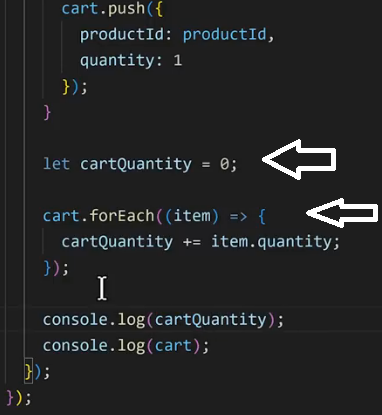 cart.push({
productId: productId,
quantity: 1
});
}
let cartQuantity = 0;
cart.forEach((item) => {
cartQuantity += item.quantity;
});
console.log(cartQuantity);
console.log(cart);
});
});